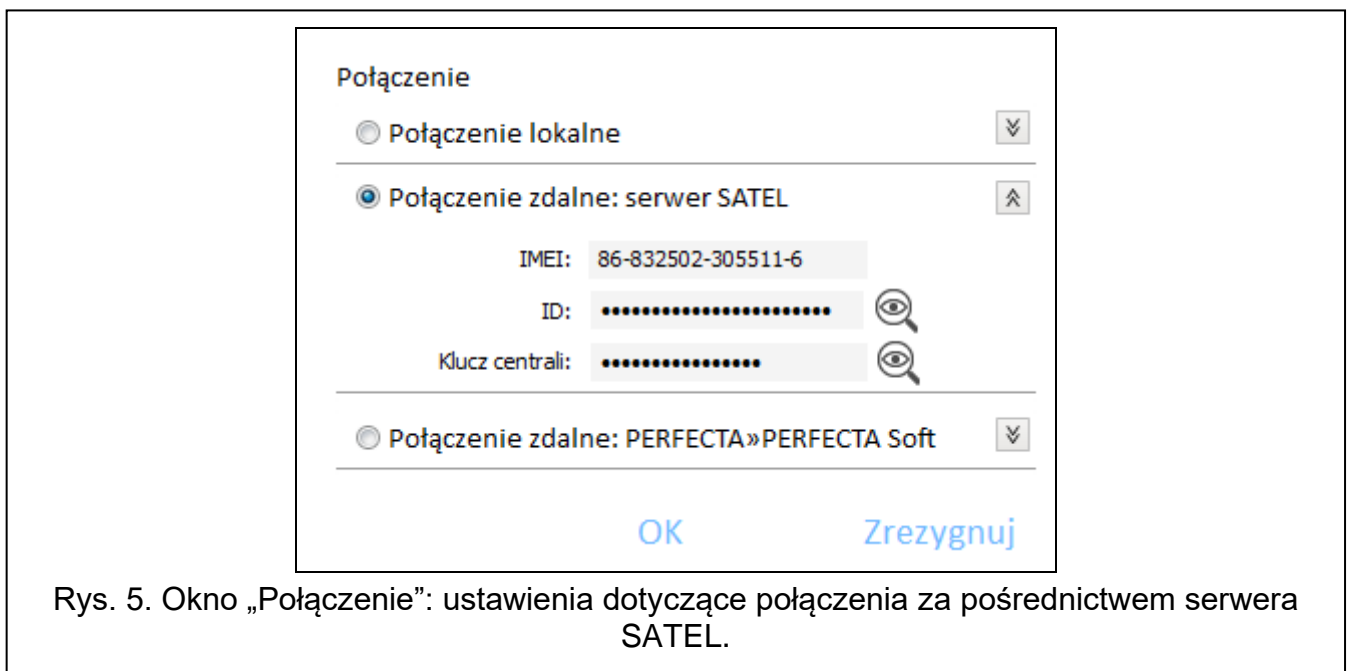 Połączenie
Połączenie lokalne
Połączenie zdalne: serwer SATEL
IMEI: 86-832502-305511-6
ID: •••••••••••••••••••••••
Klucz centrali: ••••••••••••••••
Połączenie zdalne: PERFECTA»PERFECTA Soft
OK Zrezygnuj
Rys. 5. Okno „Połączenie”: ustawienia dotyczące połączenia za pośrednictwem serwera
SATEL.